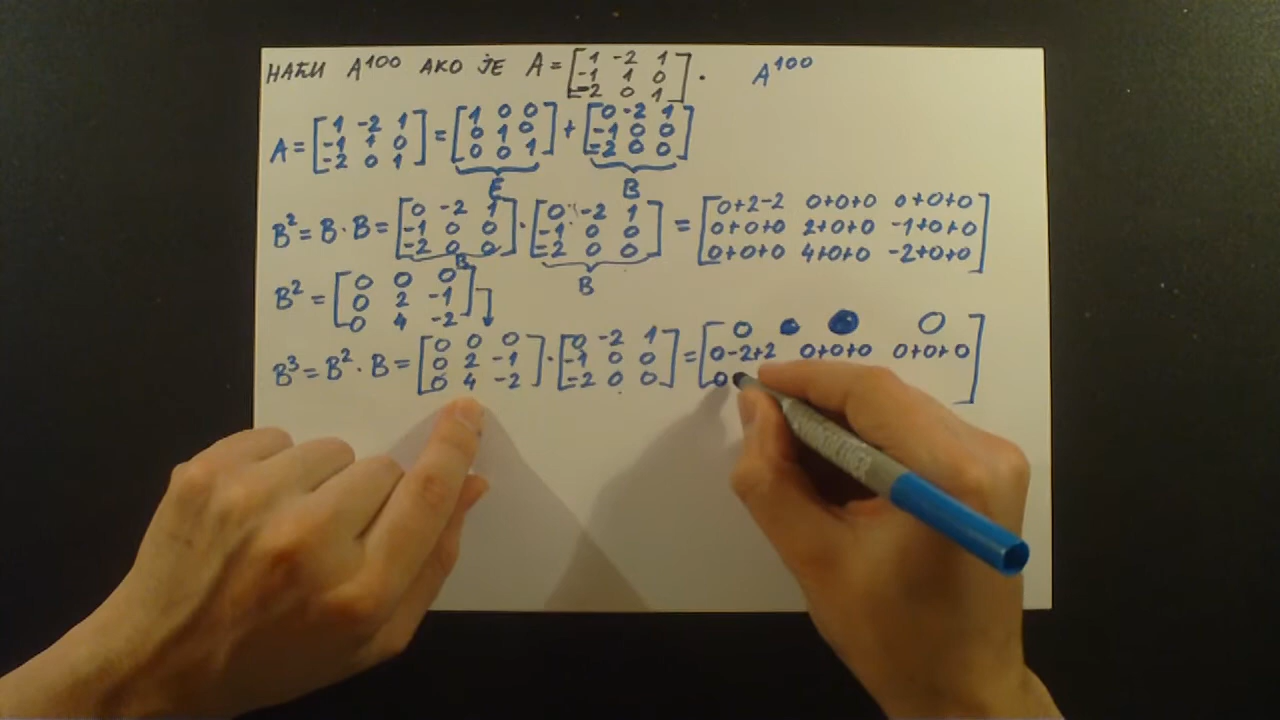 НАЋИ A¹⁰⁰ АКО ЈЕ A = [1 -2 1; -1 1 0; -2 0 1]. A¹⁰⁰
A = [1 -2 1; -1 1 0; -2 0 1] = [1 0 0; 0 1 0; 0 0 1] + [0 -2 1; -1 0 0; -2 0 0]
E B
B² = B · B = [0 -2 1; -1 0 0; -2 0 0] · [0 -2 1; -1 0 0; -2 0 0] = [0+2-2 0+0+0 0+0+0; 0+0+0 2+0+0 -1+0+0; 0+0+0 4+0+0 -2+0+0]
B B
B² = [0 0 0; 0 2 -1; 0 4 -2]
B³ = B² · B = [0 0 0; 0 2 -1; 0 4 -2] · [0 -2 1; -1 0 0; -2 0 0] = [0 0 0; 0-2+2 0+0+0 0+0+0; 0